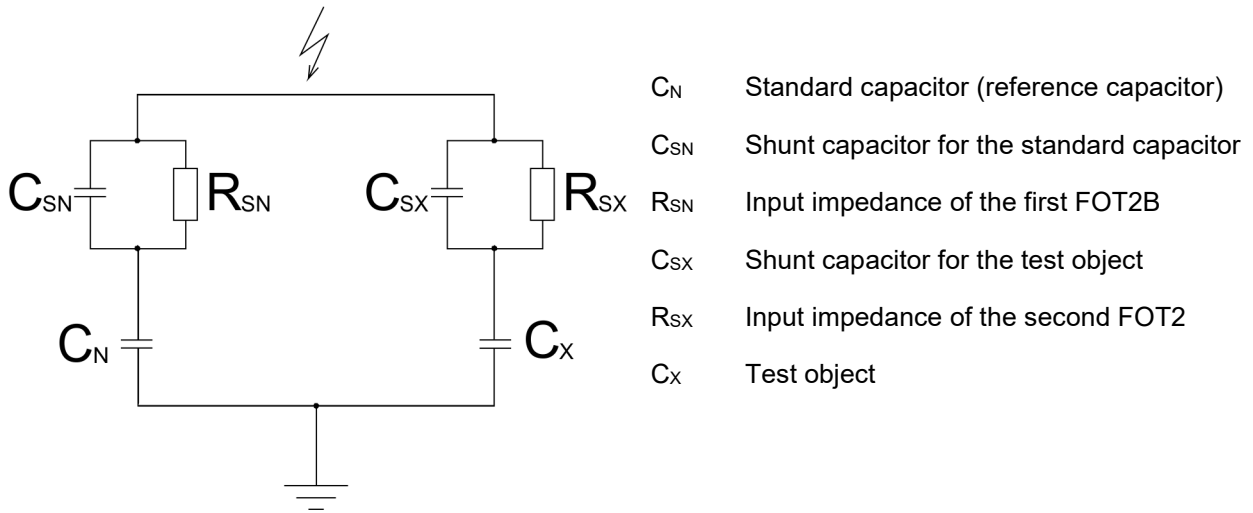 C_SN
R_SN
C_SX
R_SX
C_N
C_X
C_N Standard capacitor (reference capacitor)
C_SN Shunt capacitor for the standard capacitor
R_SN Input impedance of the first FOT2B
C_SX Shunt capacitor for the test object
R_SX Input impedance of the second FOT2
C_X Test object